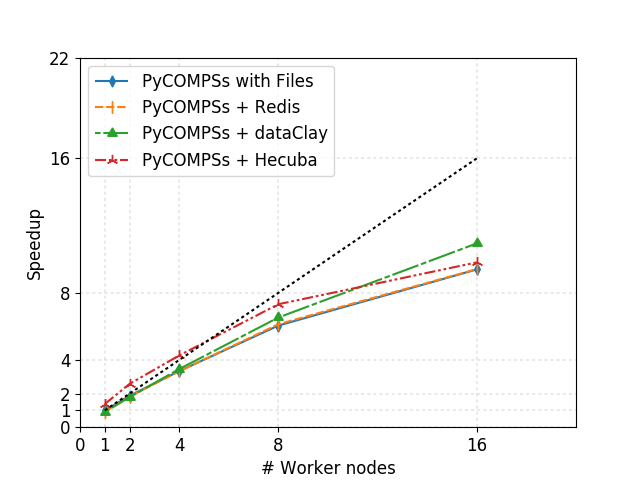 22
16
8
4
2
1
0
Speedup
PyCOMPSs with Files
PyCOMPSs + Redis
PyCOMPSs + dataClay
PyCOMPSs + Hecuba
0 1 2 4 8 16
# Worker nodes